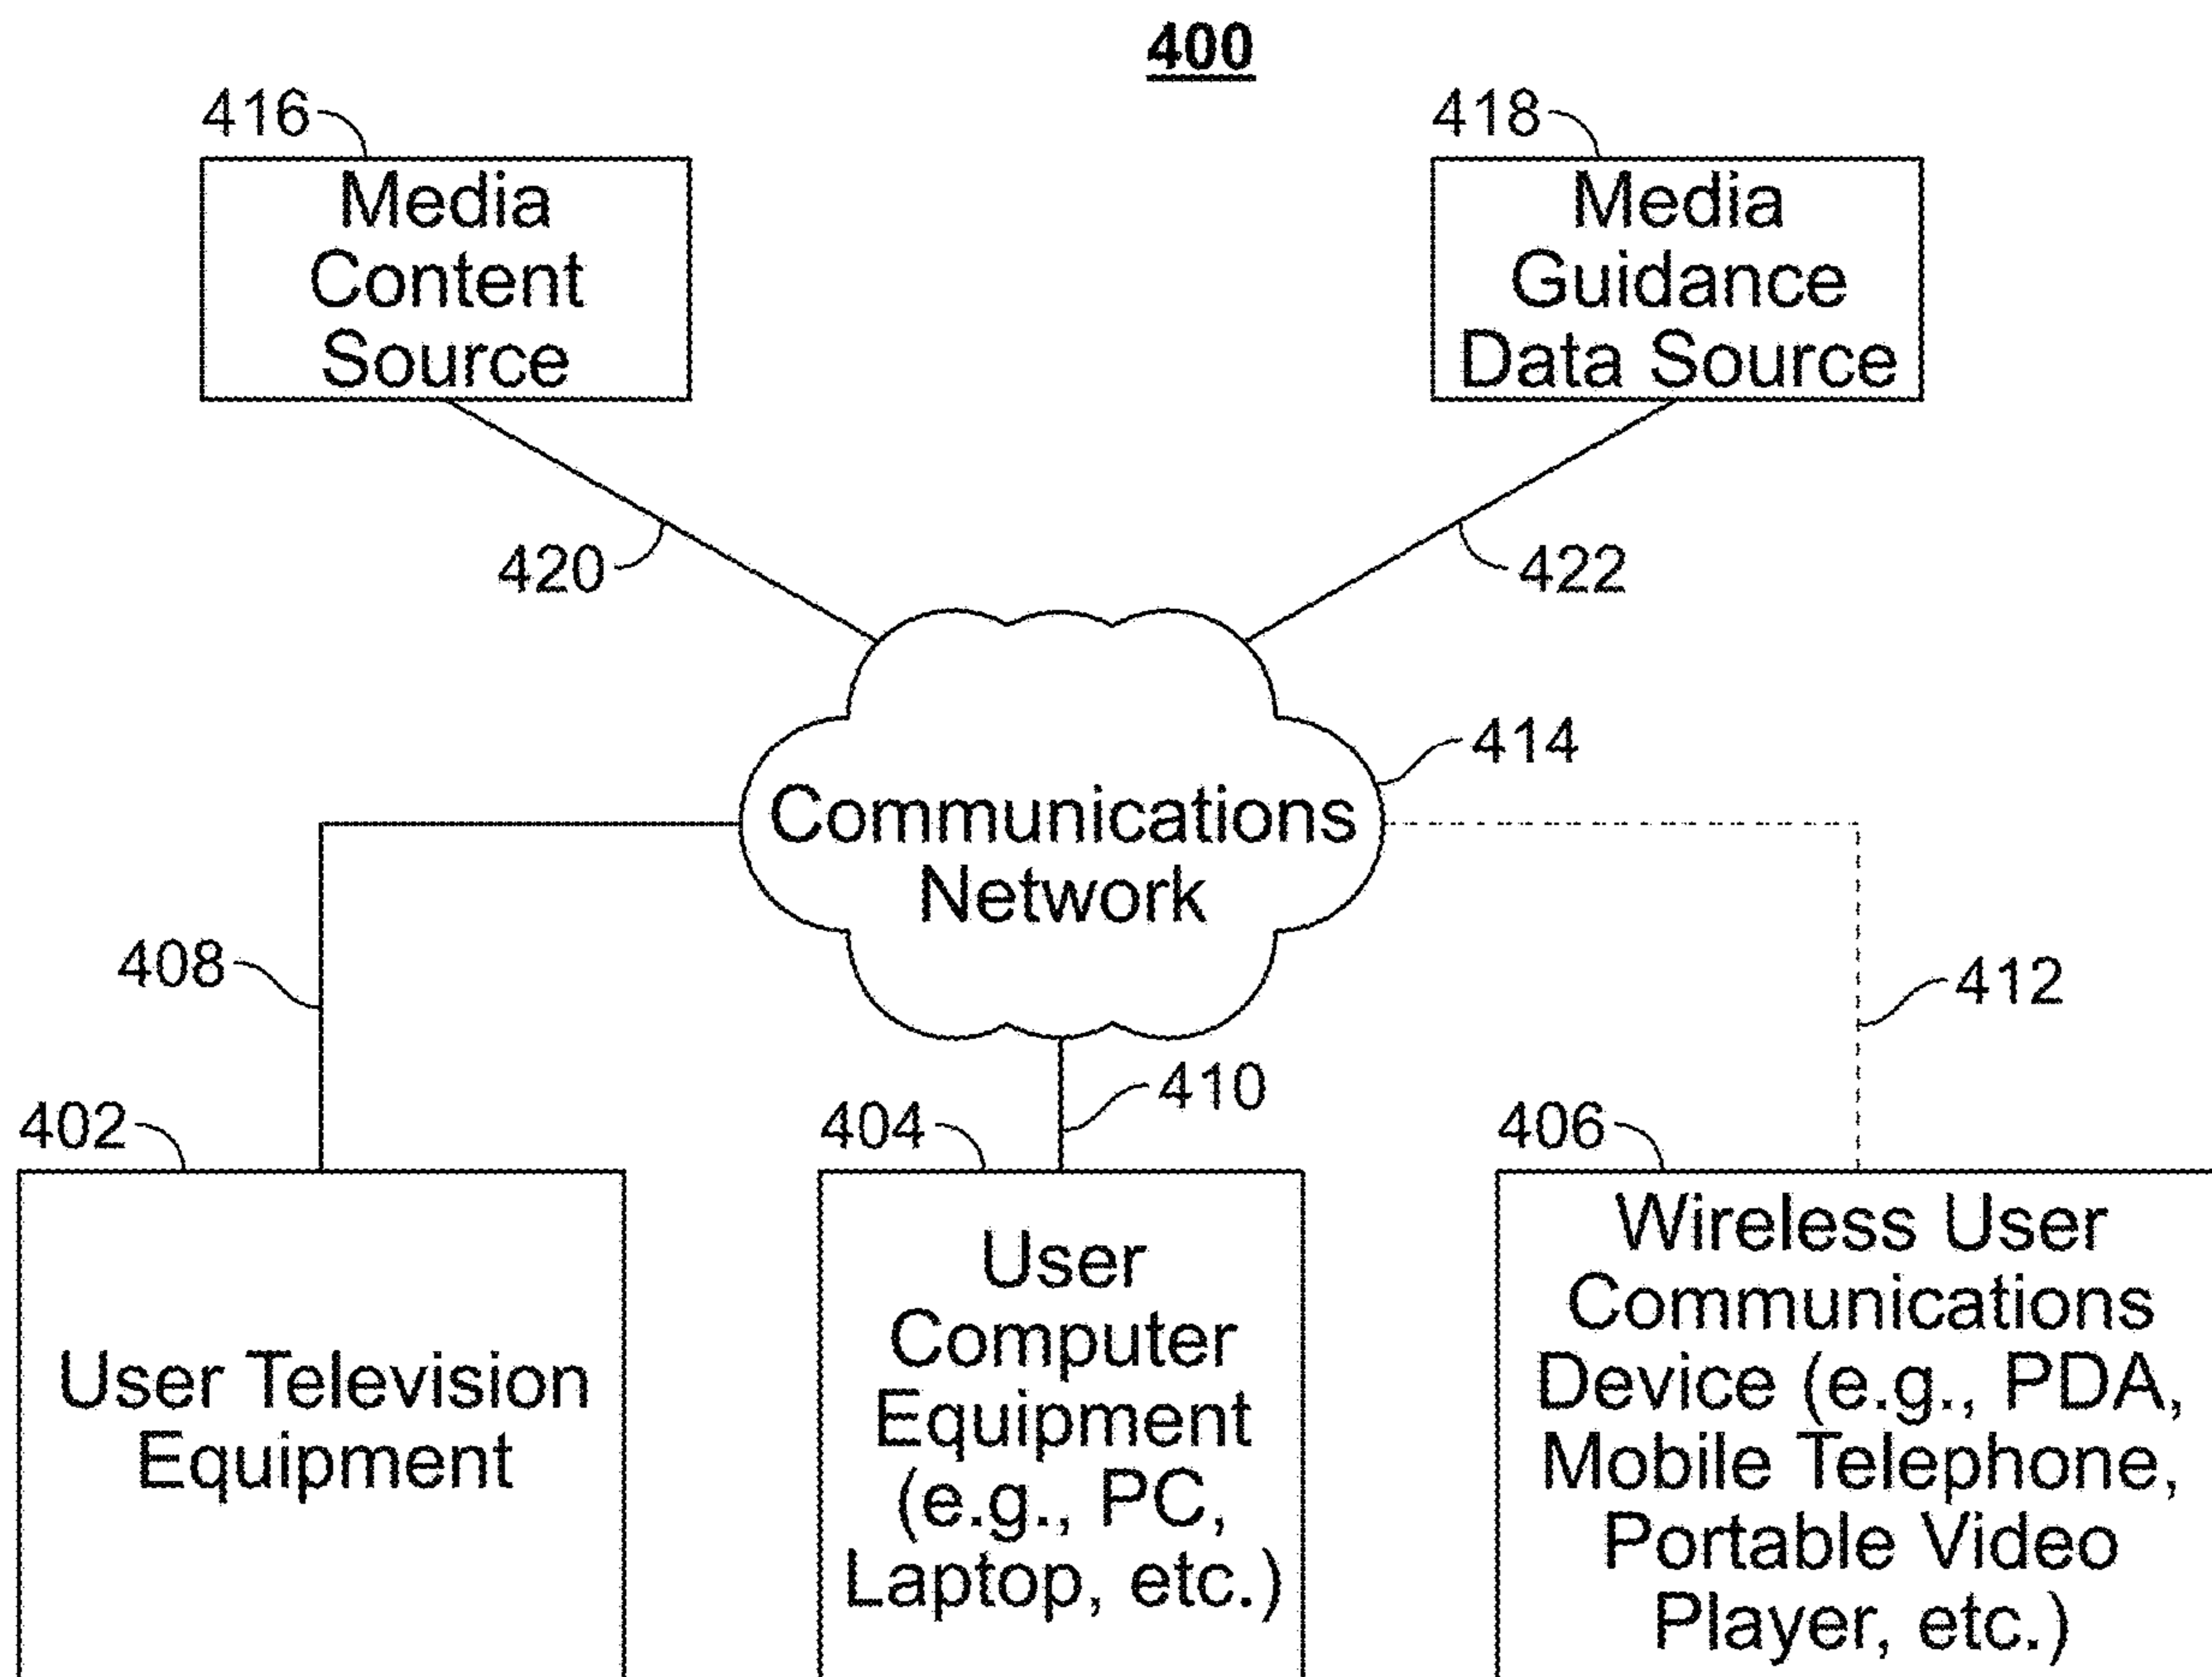 400
416
418
Media
Content
Source
Media
Guidance
Data Source
420
422
414
Communications
Network
408
412
410
402
404
406
User Television
Equipment
User
Computer
Equipment
(e.g., PC,
Laptop, etc.)
Wireless User
Communications
Device (e.g., PDA,
Mobile Telephone,
Portable Video
Player, etc.)